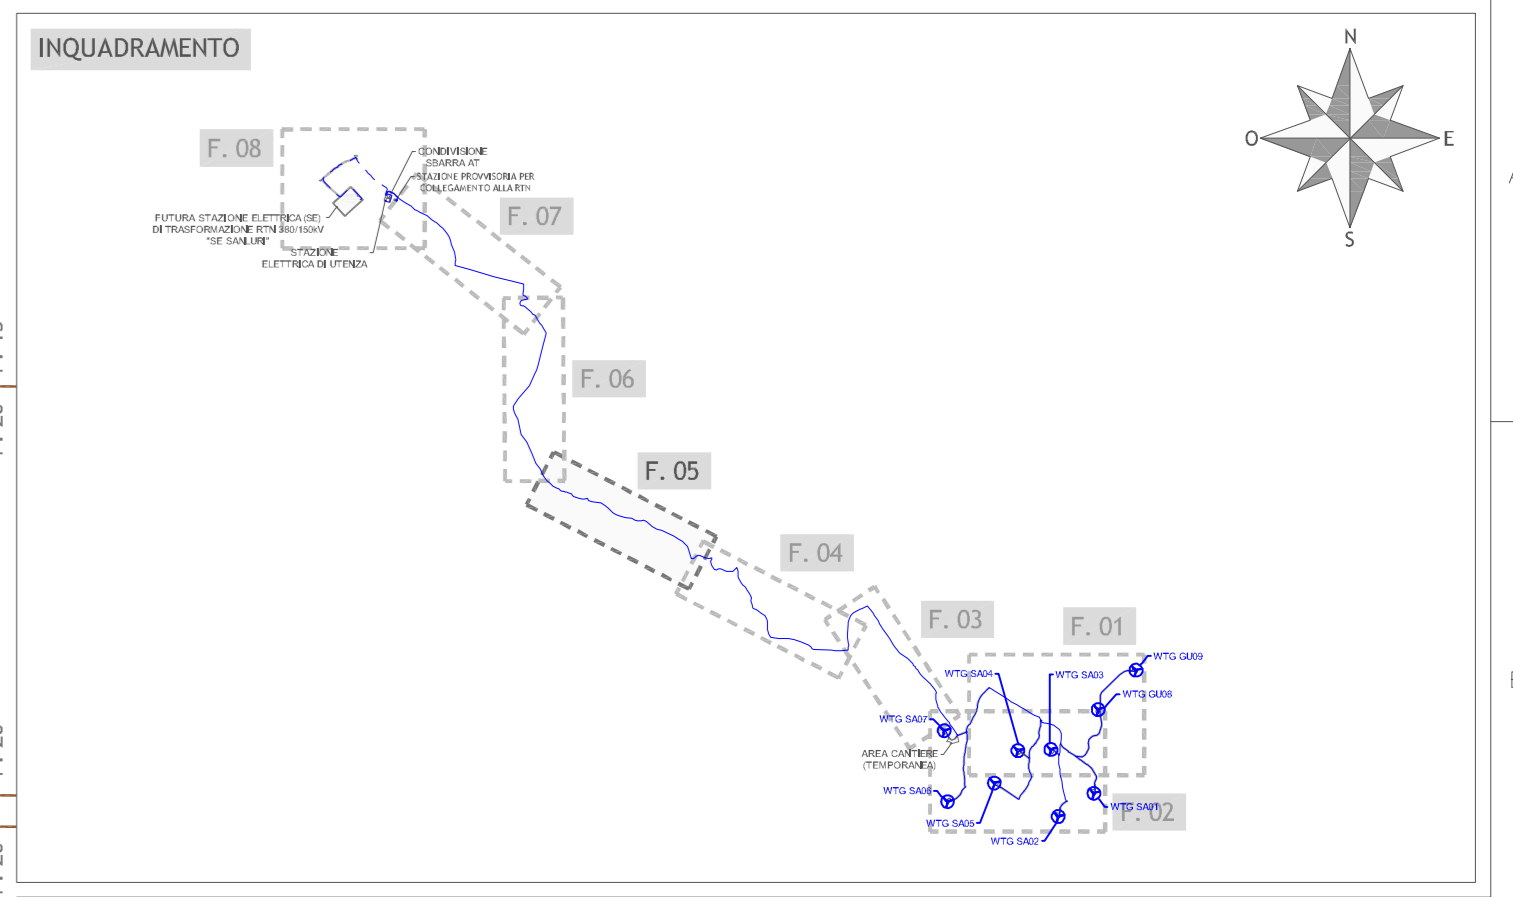 INQUADRAMENTO
N
O
E
S
F. 08
CONDIVISIONE
SBARRA AT
STAZIONE PROVVISORIA PER
COLLEGAMENTO ALLA RTN
FUTURA STAZIONE ELETTRICA (SE)
DI TRASFORMAZIONE RTN 380/150kV
"SE SANLURI"
STAZIONE
ELETTRICA DI UTENZA
F. 07
F. 06
F. 05
F. 04
F. 03
F. 01
WTG GU09
WTG SA04
WTG SA03
WTG GU08
WTG SA07
AREA CANTIERE
(TEMPORANEA)
WTG SA06
WTG SA01
F. 02
WTG SA05
WTG SA02